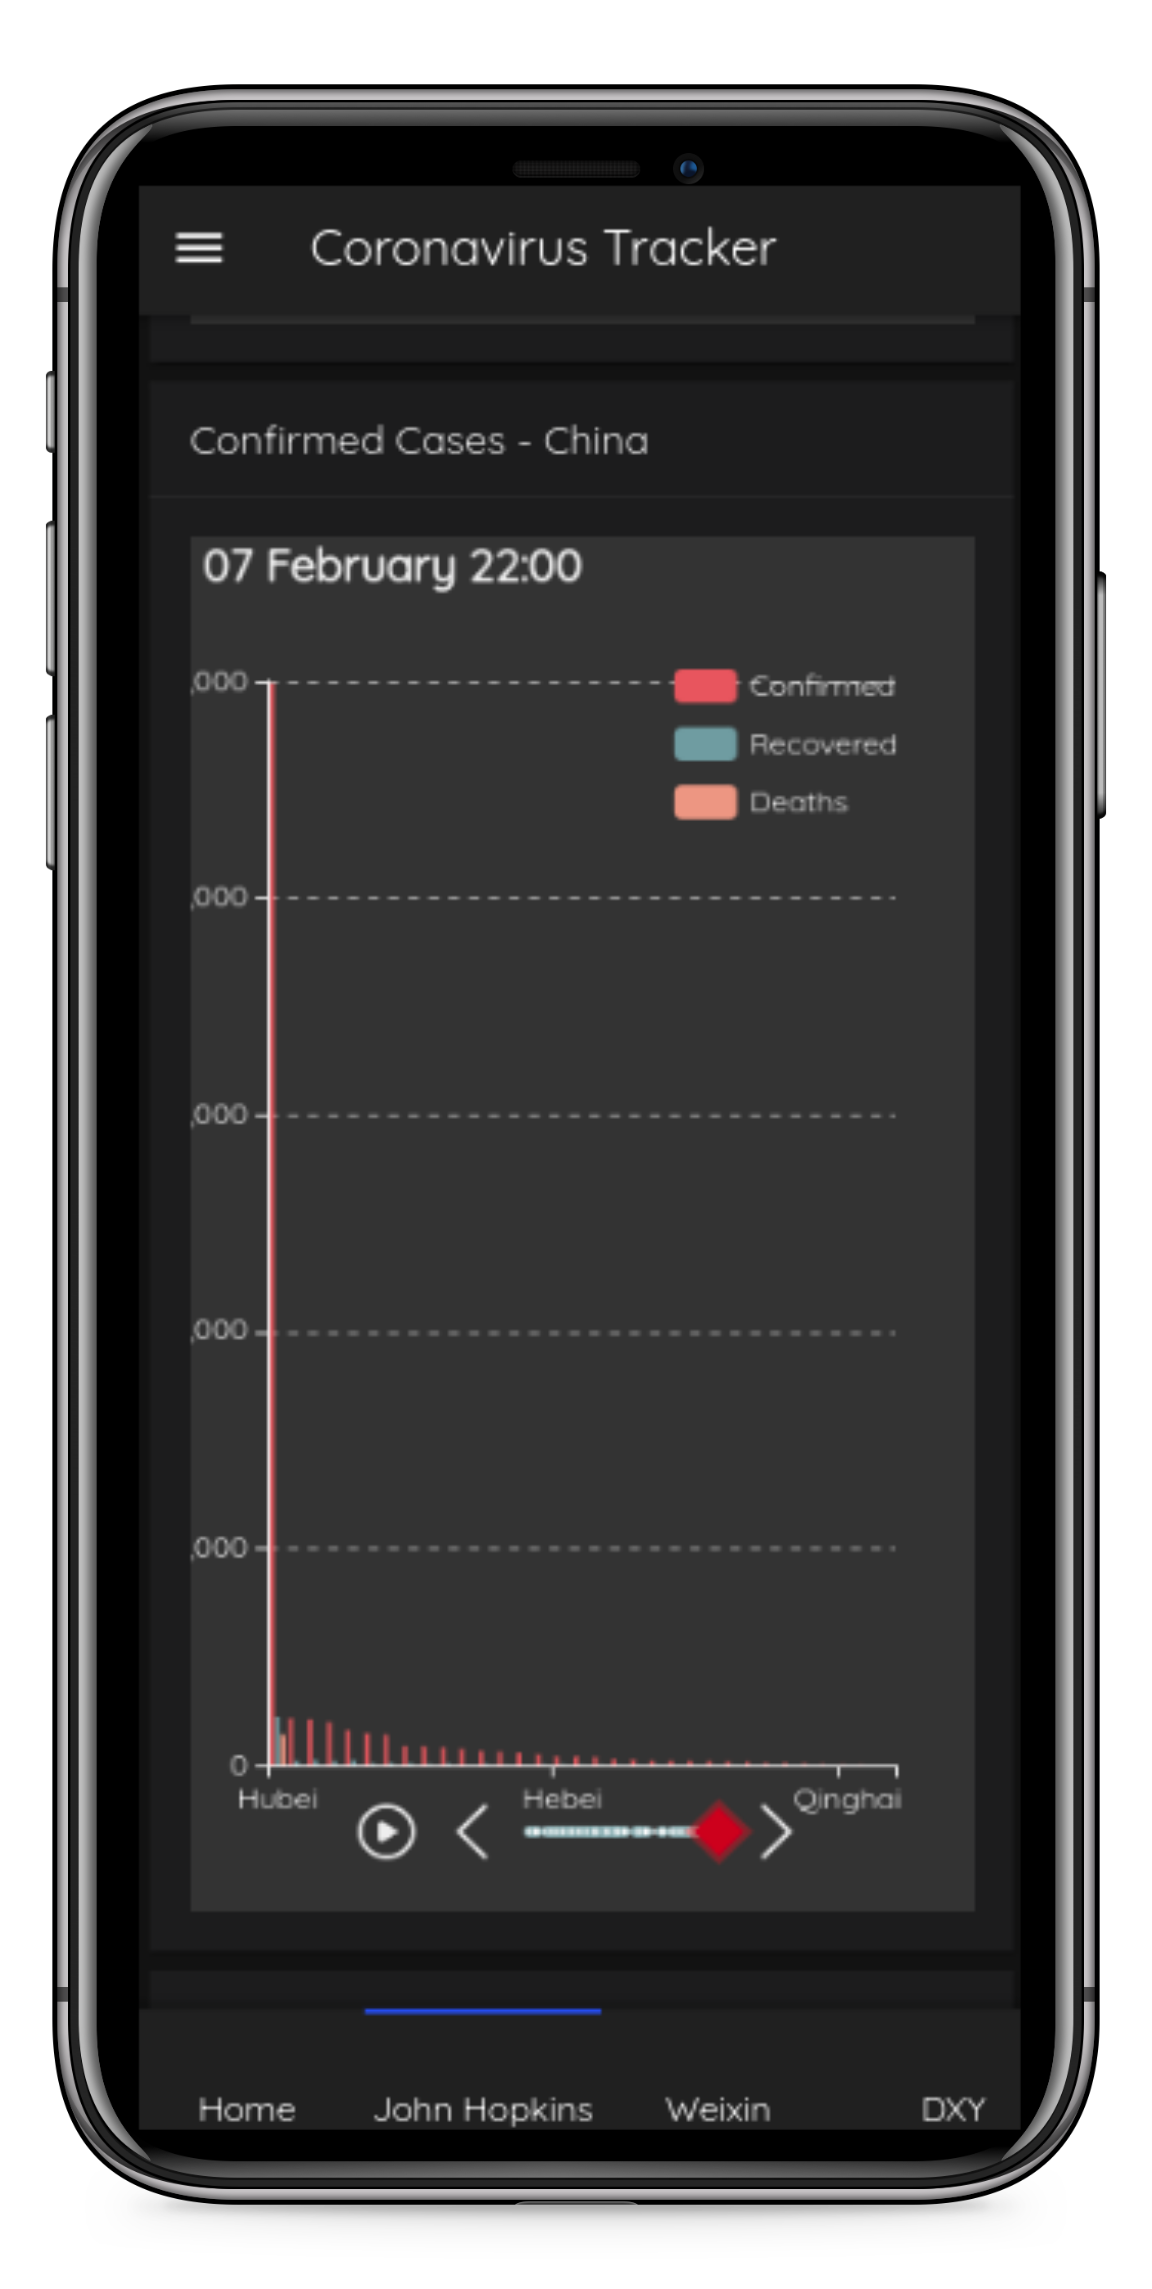 Coronavirus Tracker
Confirmed Cases - China
07 February 22:00
,000
Confirmed
Recovered
Deaths
,000
,000
,000
,000
0
Hubei Hebei Qinghai
Home John Hopkins Weixin DXY